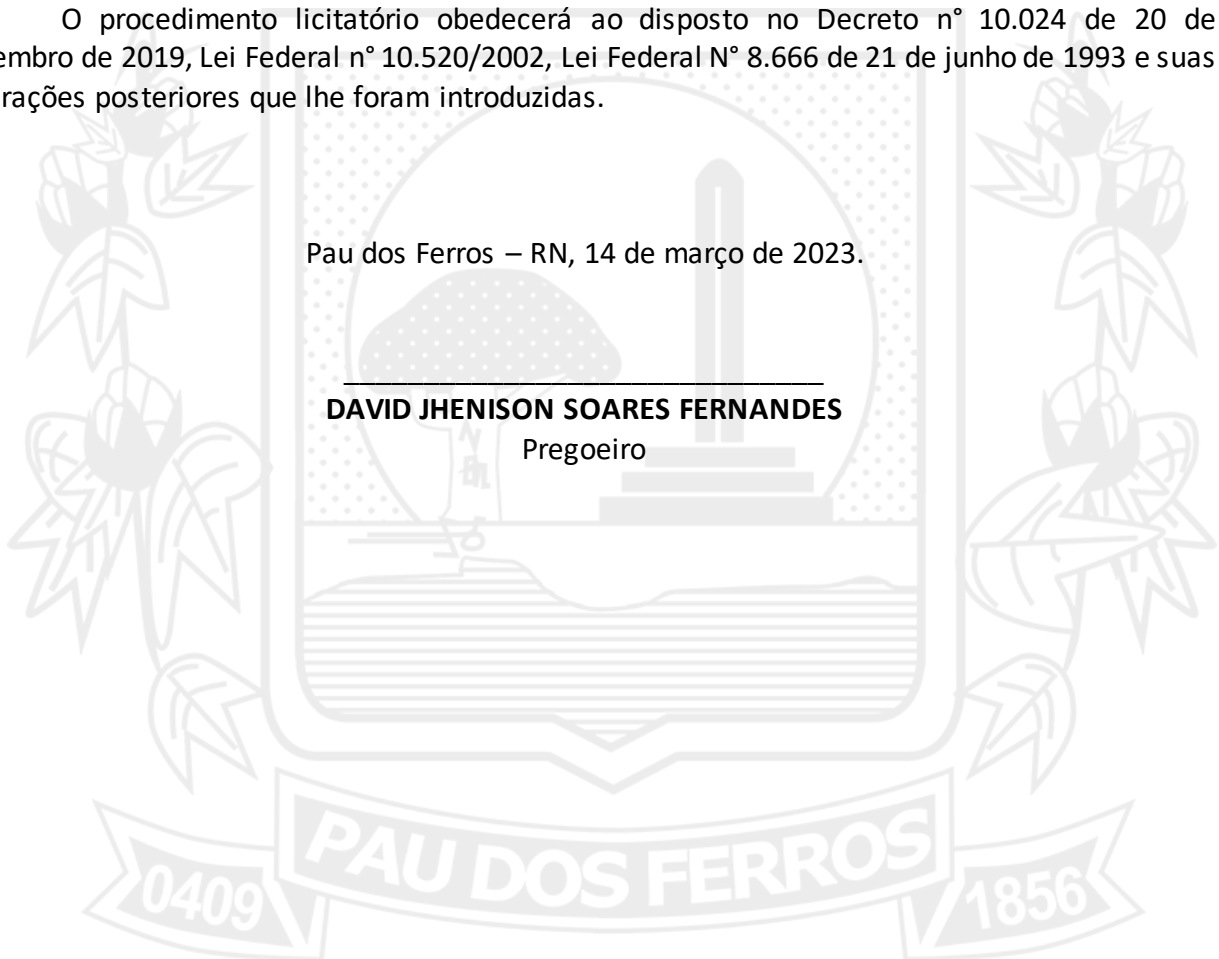 O procedimento licitatório obedecerá ao disposto no Decreto n° 10.024 de 20 de
embro de 2019, Lei Federal n° 10.520/2002, Lei Federal N° 8.666 de 21 de junho de 1993 e suas
rações posteriores que lhe foram introduzidas.
Pau dos Ferros – RN, 14 de março de 2023.
______________________________
DAVID JHENISON SOARES FERNANDES
Pregoeiro
PAU DOS FERROS
0409
1856